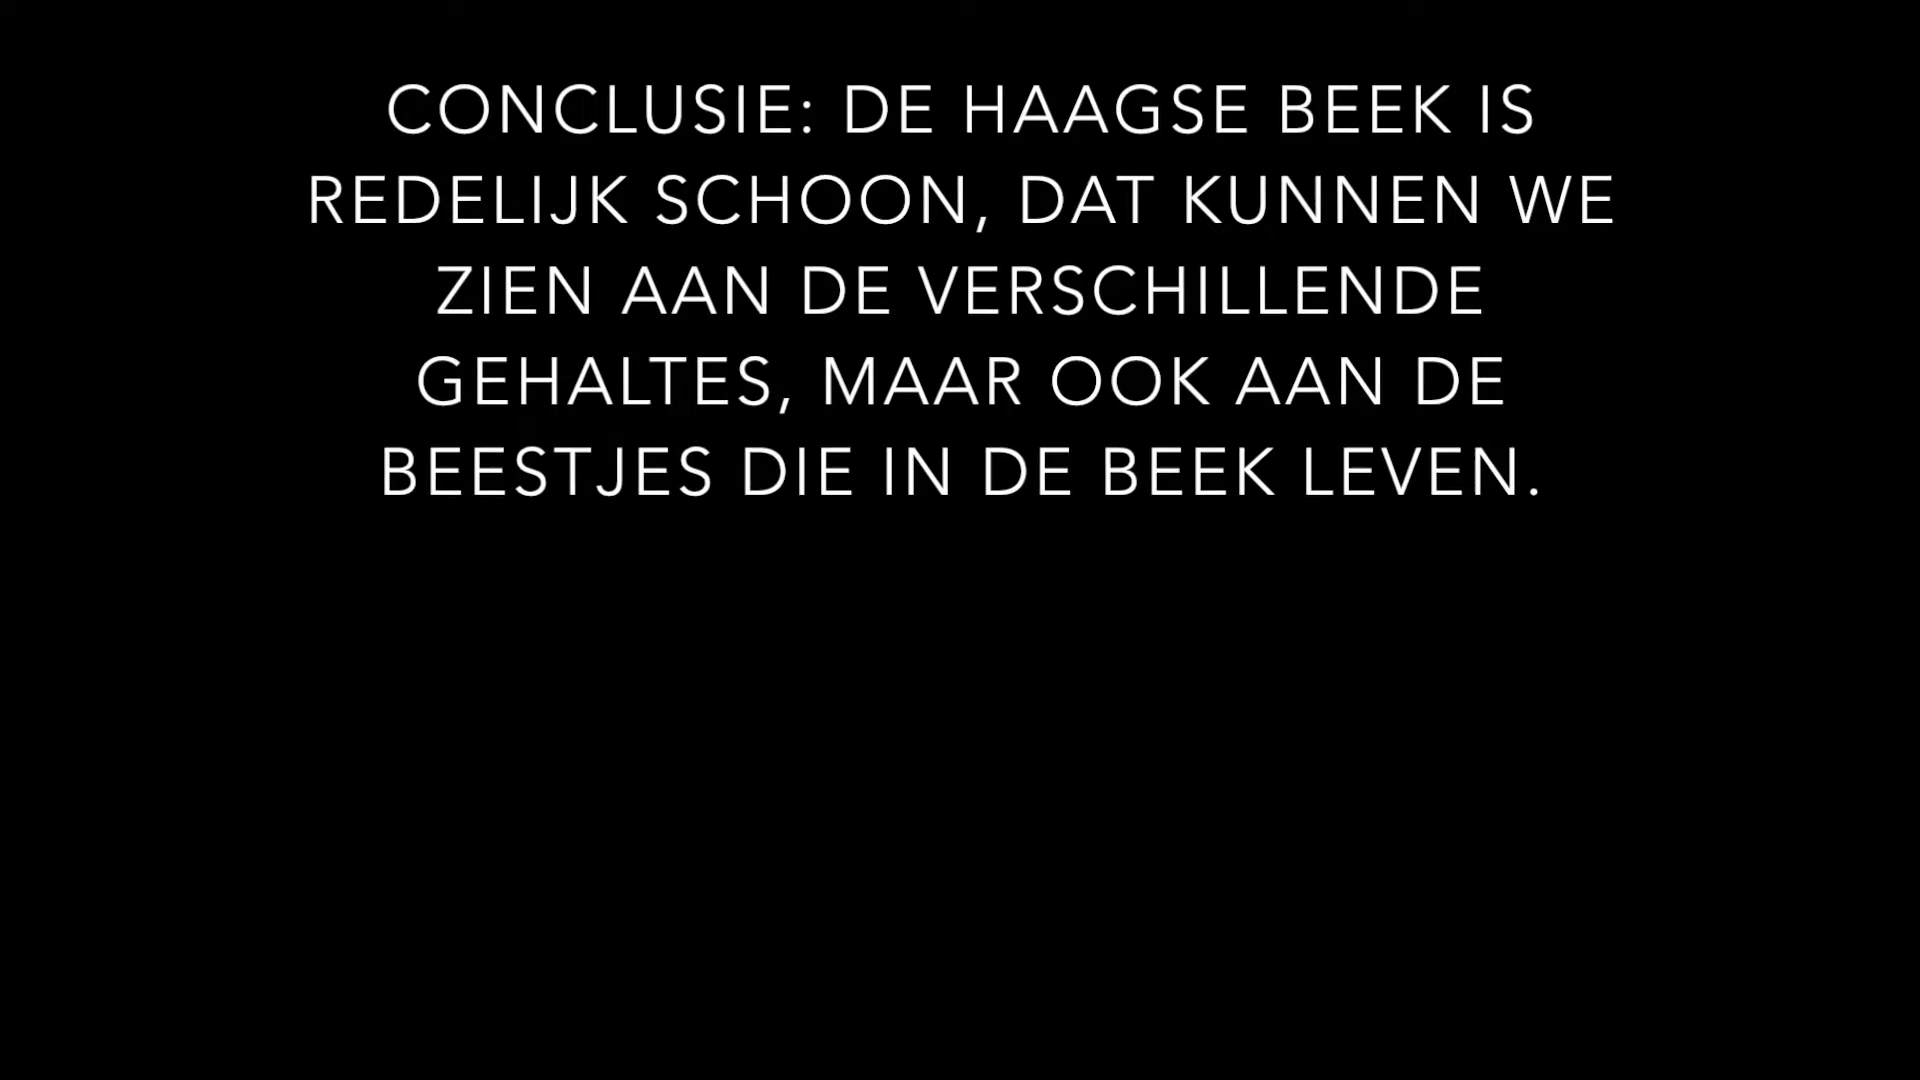 CONCLUSIE: DE HAAGSE BEEK IS
REDELIJK SCHOON, DAT KUNNEN WE
ZIEN AAN DE VERSCHILLENDE
GEHALTES, MAAR OOK AAN DE
BEESTJES DIE IN DE BEEK LEVEN.